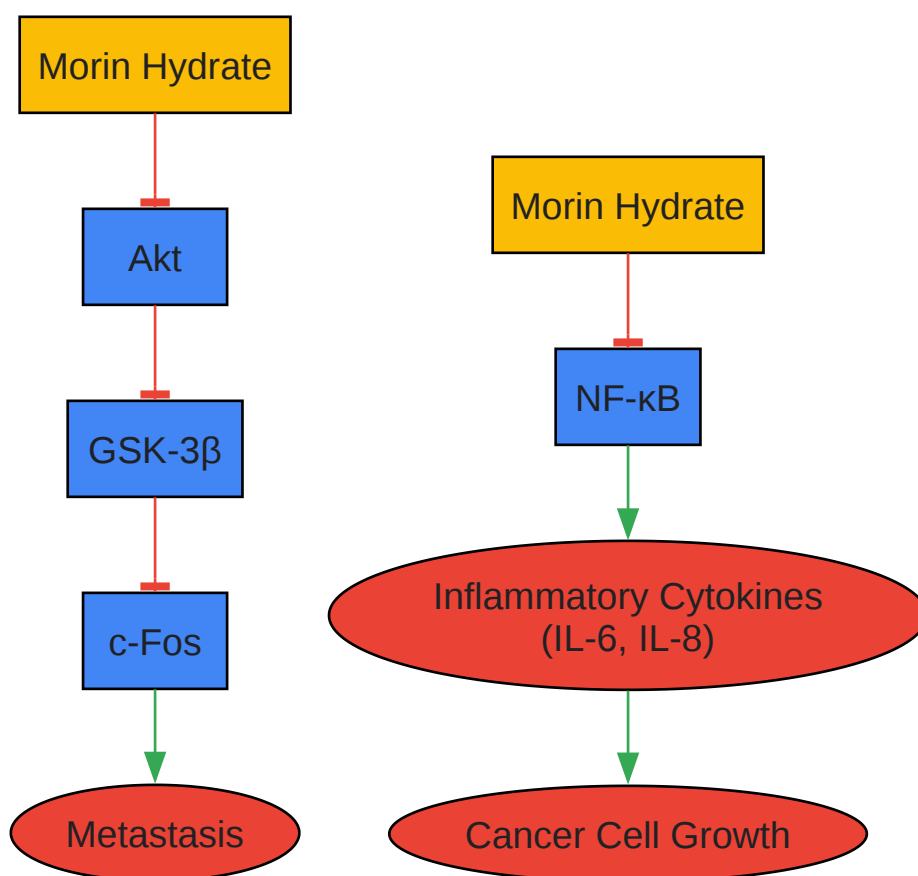 Morin Hydrate
Akt
GSK-3β
c-Fos
Metastasis
Morin Hydrate
NF-κB
Inflammatory Cytokines
(IL-6, IL-8)
Cancer Cell Growth